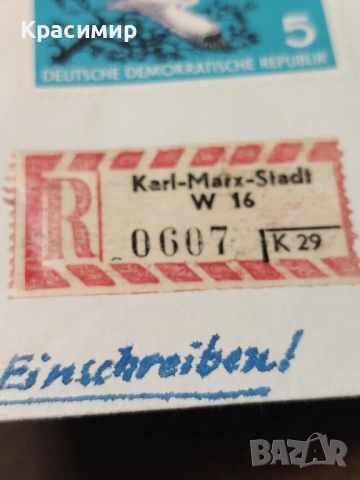 Красимир
5
DEUTSCHE DEMOKRATISCHE REPUBLIK
R
Karl-Marx-Stadt
W 16
0607
K 29
Einschreiben!
BAZAR